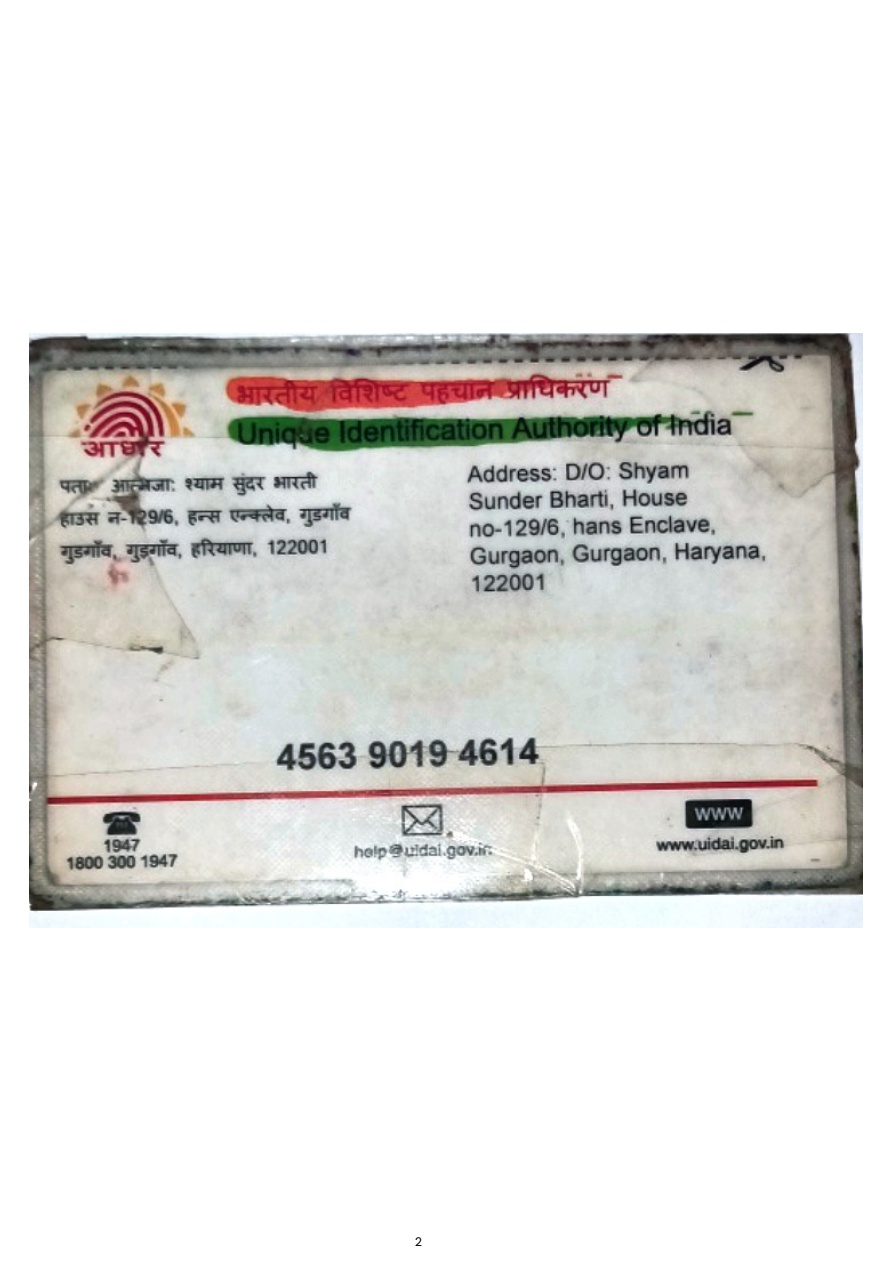 भारतीय विशिष्ट पहचान प्राधिकरण
Unique Identification Authority of India
आधार
पता: आत्मजा: श्याम सुंदर भारती
हाउस न-129/6, हन्स एन्क्लेव, गुडगाँव
गुडगाँव, गुडगाँव, हरियाणा, 122001
Address: D/O: Shyam
Sunder Bharti, House
no-129/6, hans Enclave,
Gurgaon, Gurgaon, Haryana,
122001
4563 9019 4614
1947
1800 300 1947
help@uidai.gov.in
WWW
www.uidai.gov.in
2